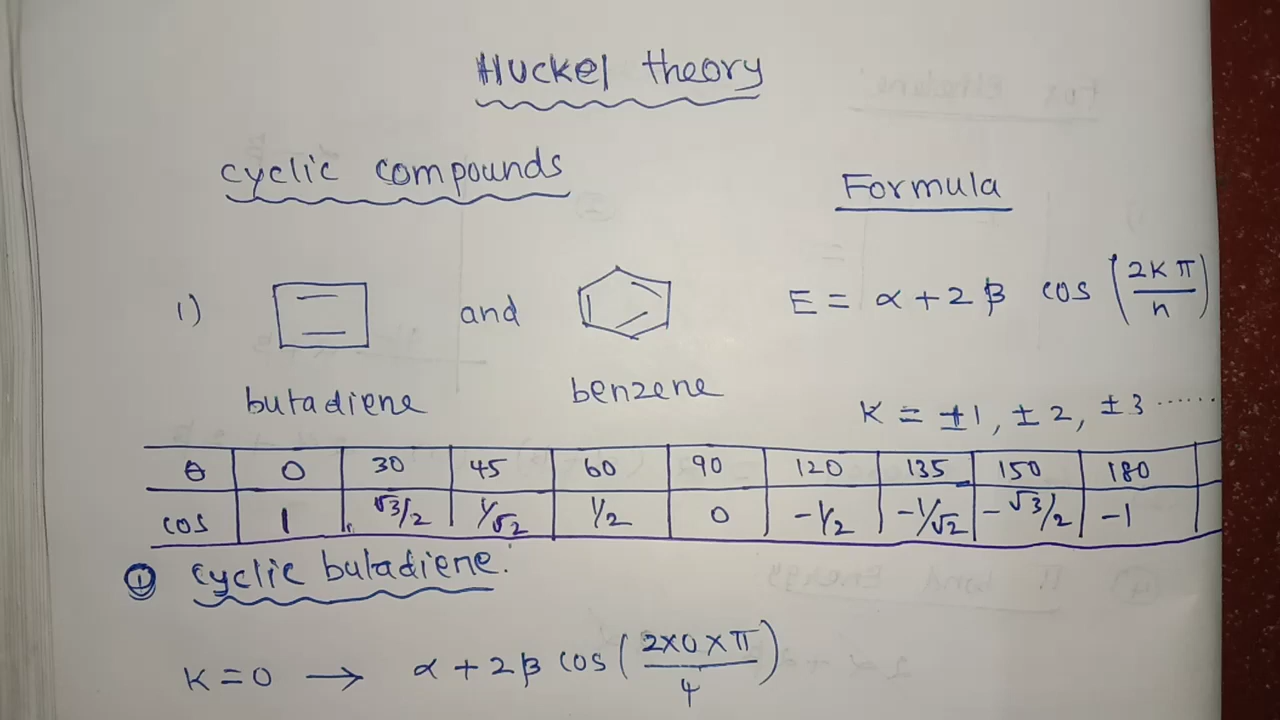 Huckel theory
cyclic compounds
Formula
1)
and
E = α + 2β cos (2Kπ/n)
butadiene
benzene
K = ±1, ±2, ±3 ......
θ 0 30 45 60 90 120 135 150 180
cos 1 √3/2 1/√2 1/2 0 -1/2 -1/√2 -√3/2 -1
① cyclic butadiene:
K = 0 → α + 2β cos (2×0×π/4)